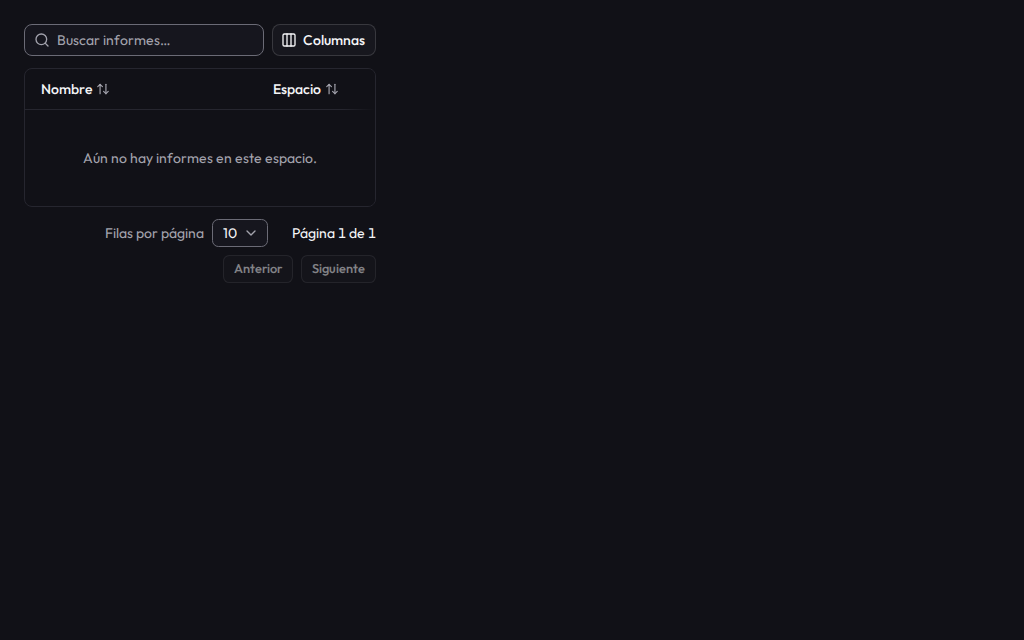 Buscar informes...
Columnas
Nombre Espacio
Aún no hay informes en este espacio.
Filas por página 10 Página 1 de 1
Anterior Siguiente